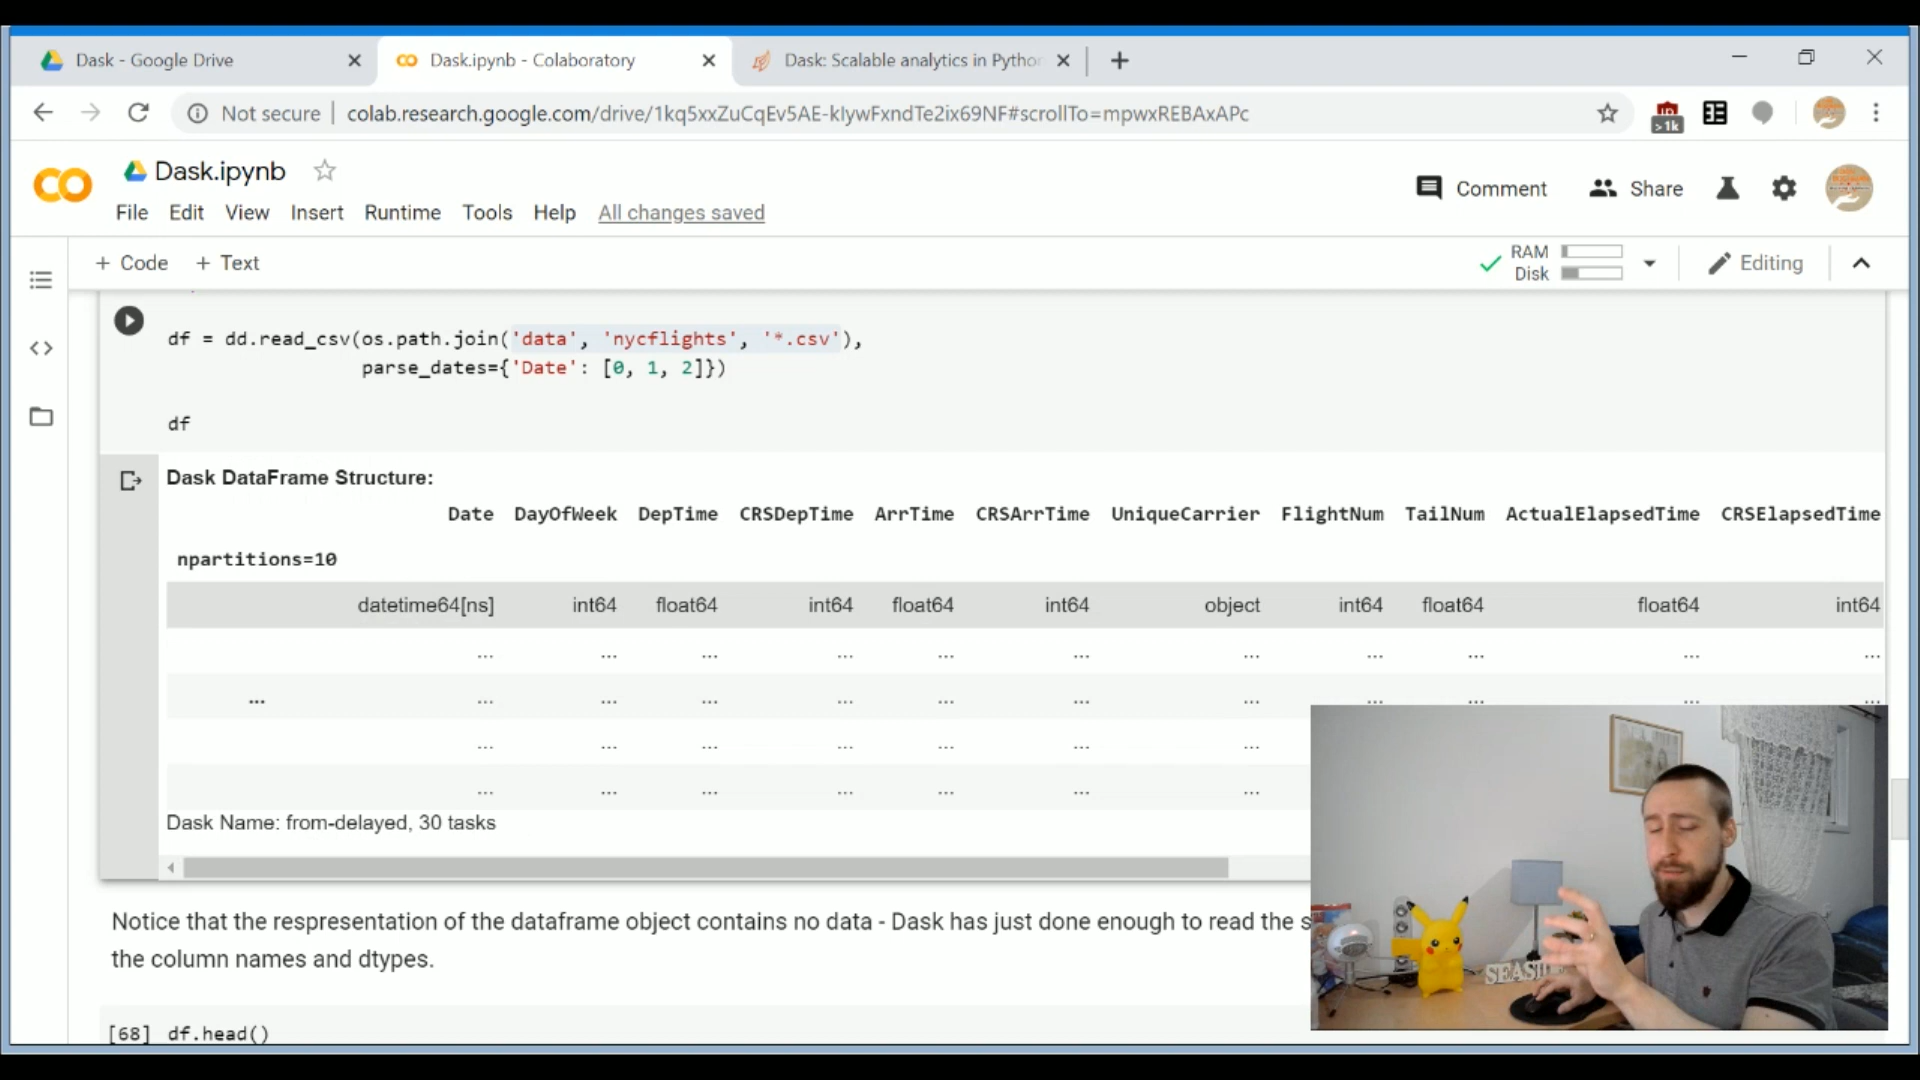 Dask - Google Drive
Dask.ipynb - Colaboratory
Dask: Scalable analytics in Pytho
Not secure
colab.research.google.com/drive/1kq5xxZuCqEv5AE-kIywFxndTe2ix69NF#scrollTo=mpwxREBAxAPc
>1k
CO
Dask.ipynb
Comment
Share
File Edit View Insert Runtime Tools Help All changes saved
+ Code + Text
RAM
Disk
Editing
df = dd.read_csv(os.path.join('data', 'nycflights', '*.csv'),
parse_dates={'Date': [0, 1, 2]})
df
Dask DataFrame Structure:
Date DayOfWeek DepTime CRSDepTime ArrTime CRSArrTime UniqueCarrier FlightNum TailNum ActualElapsedTime CRSElapsedTime
npartitions=10
datetime64[ns] int64 float64 int64 float64 int64 object int64 float64 float64 int64
... ... ... ... ... ... ... ... ... ... ...
... ... ... ... ... ... ... ... ... ... ... ...
... ... ... ... ... ... ...
... ... ... ... ... ... ...
Dask Name: from-delayed, 30 tasks
Notice that the respresentation of the dataframe object contains no data - Dask has just done enough to read the s
the column names and dtypes.
[68] df.head()